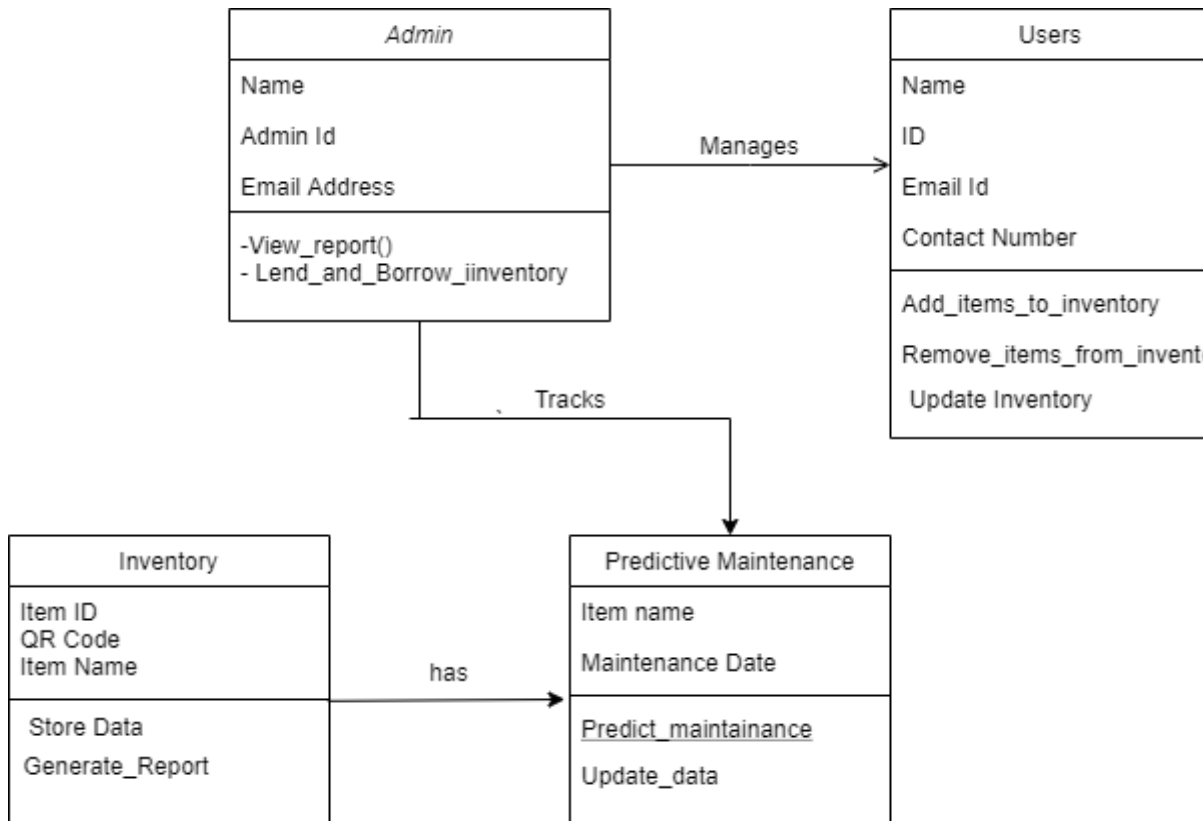 Admin
Name
Admin Id
Email Address
-View_report()
- Lend_and_Borrow_iinventory
Manages
Users
Name
ID
Email Id
Contact Number
Add_items_to_inventory
Remove_items_from_invent
Update Inventory
` Tracks
Inventory
Item ID
QR Code
Item Name
Store Data
Generate_Report
has
Predictive Maintenance
Item name
Maintenance Date
Predict_maintainance
Update_data